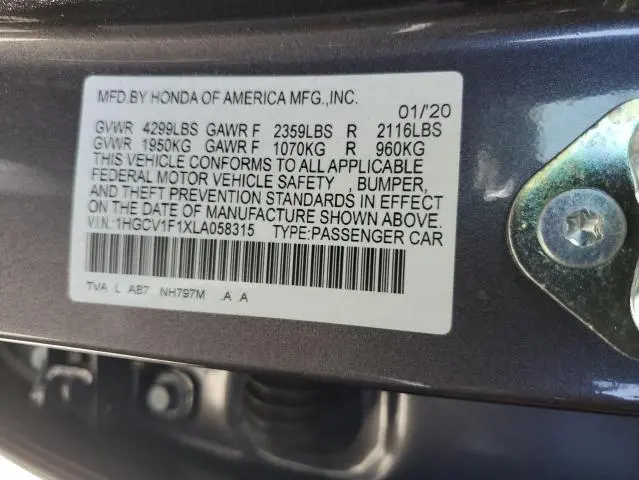 MFD. BY HONDA OF AMERICA MFG., INC.
01/'20
GVWR 4299LBS GAWR F 2359LBS R 2116LBS
GVWR 1950KG GAWR F 1070KG R 960KG
THIS VEHICLE CONFORMS TO ALL APPLICABLE
FEDERAL MOTOR VEHICLE SAFETY , BUMPER,
AND THEFT PREVENTION STANDARDS IN EFFECT
ON THE DATE OF MANUFACTURE SHOWN ABOVE.
V.I.N.:1HGCV1F1XLA058315 TYPE:PASSENGER CAR
TVA L AB7 NH797M .A .A